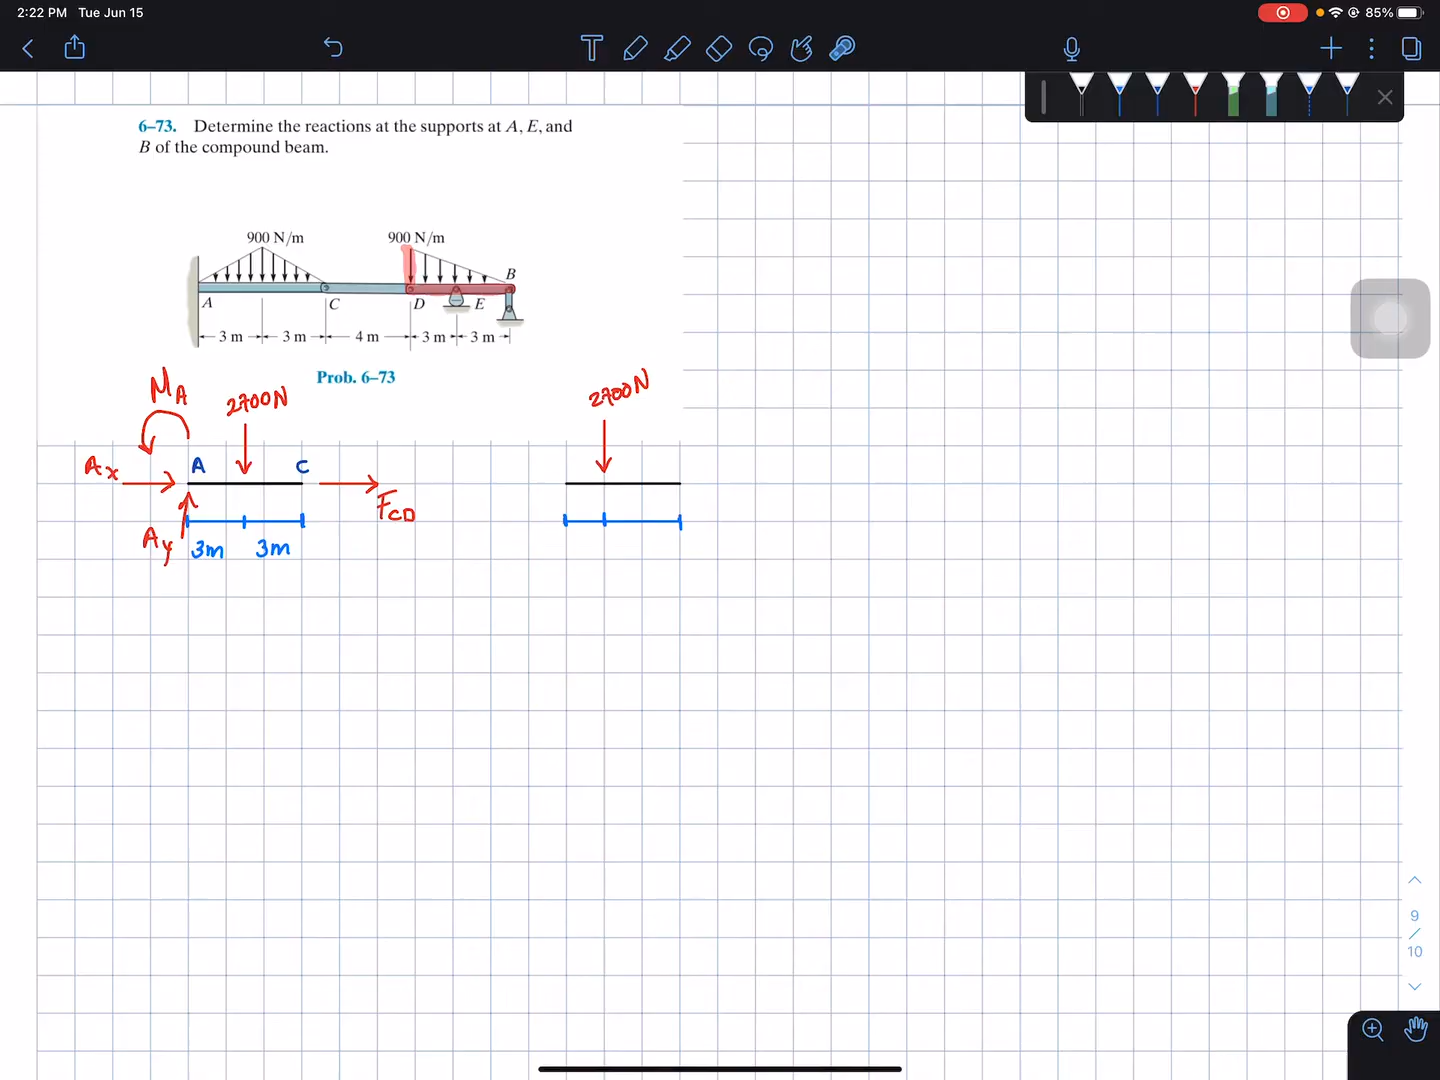 2:22 PM Tue Jun 15
85%
T
6–73. Determine the reactions at the supports at A, E, and
B of the compound beam.
900 N/m
900 N/m
B
A
C
D
E
3 m
3 m
4 m
3 m
3 m
Prob. 6–73
MA
2700N
2700N
Ax
A
C
FCD
Ay
3m
3m
9
/
10